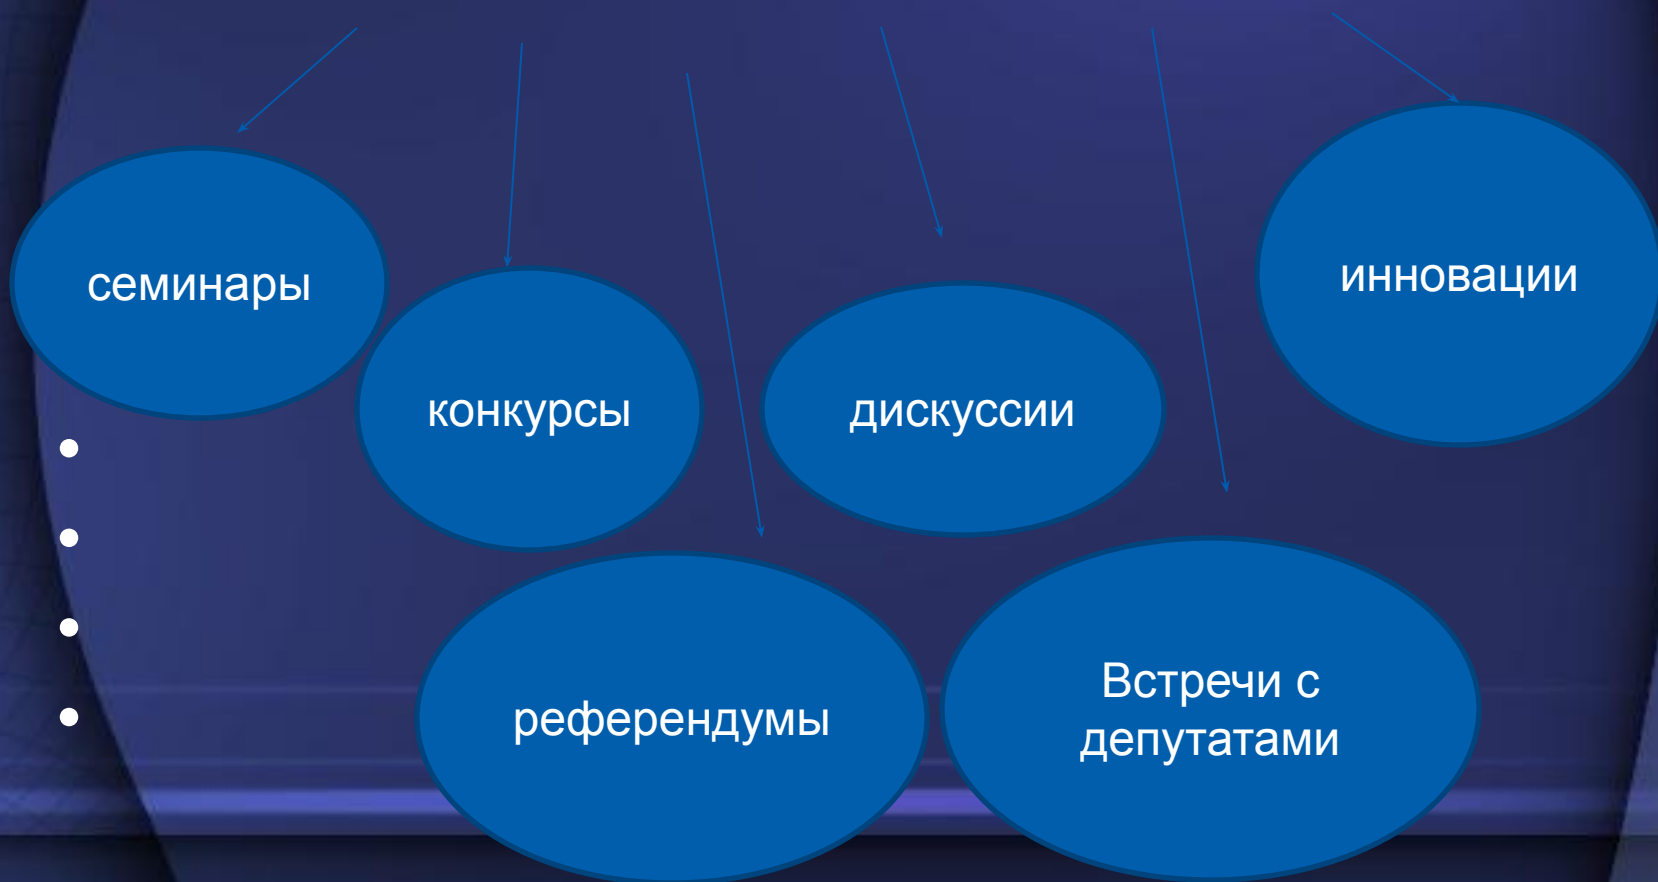 семинары
инновации
конкурсы
дискуссии
референдумы
Встречи с
депутатами